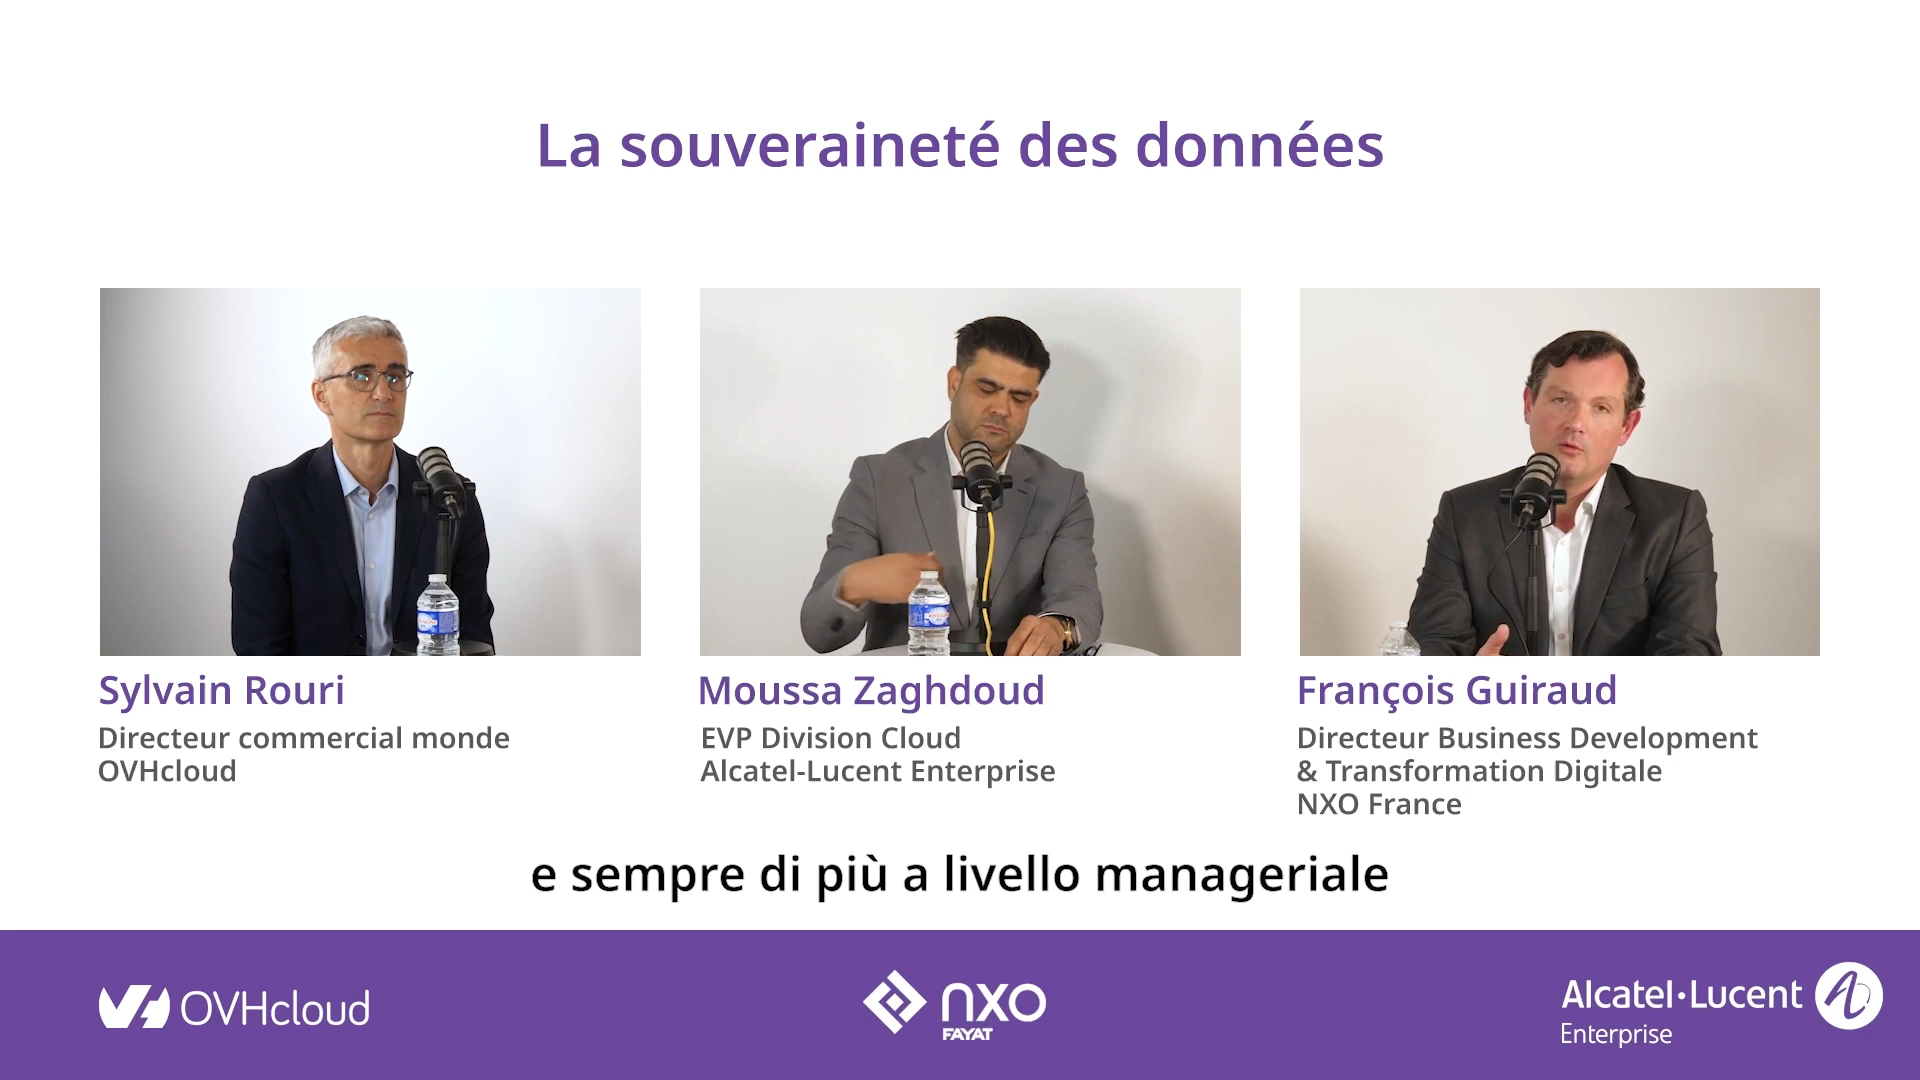 La souveraineté des données
Sylvain Rouri
Directeur commercial monde
OVHcloud
Moussa Zaghdoud
EVP Division Cloud
Alcatel-Lucent Enterprise
François Guiraud
Directeur Business Development
& Transformation Digitale
NXO France
e sempre di più a livello manageriale
OVHcloud
nxo
FAYAT
Alcatel·Lucent
Enterprise